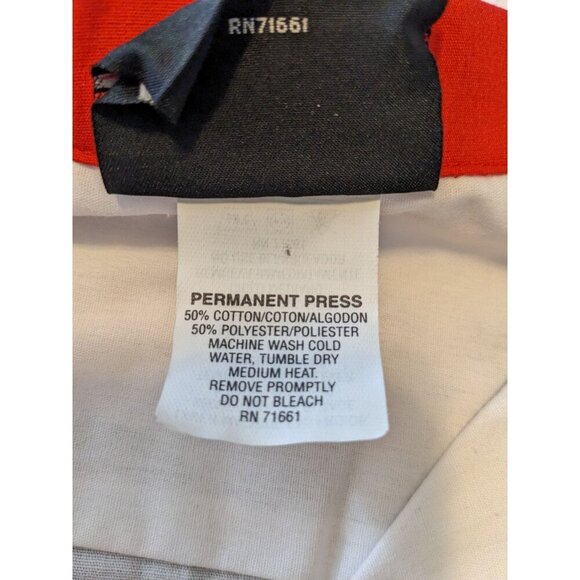 RN71661
PERMANENT PRESS
50% COTTON/COTON/ALGODON
50% POLYESTER/POLIESTER
MACHINE WASH COLD
WATER, TUMBLE DRY
MEDIUM HEAT.
REMOVE PROMPTLY
DO NOT BLEACH
RN 71661